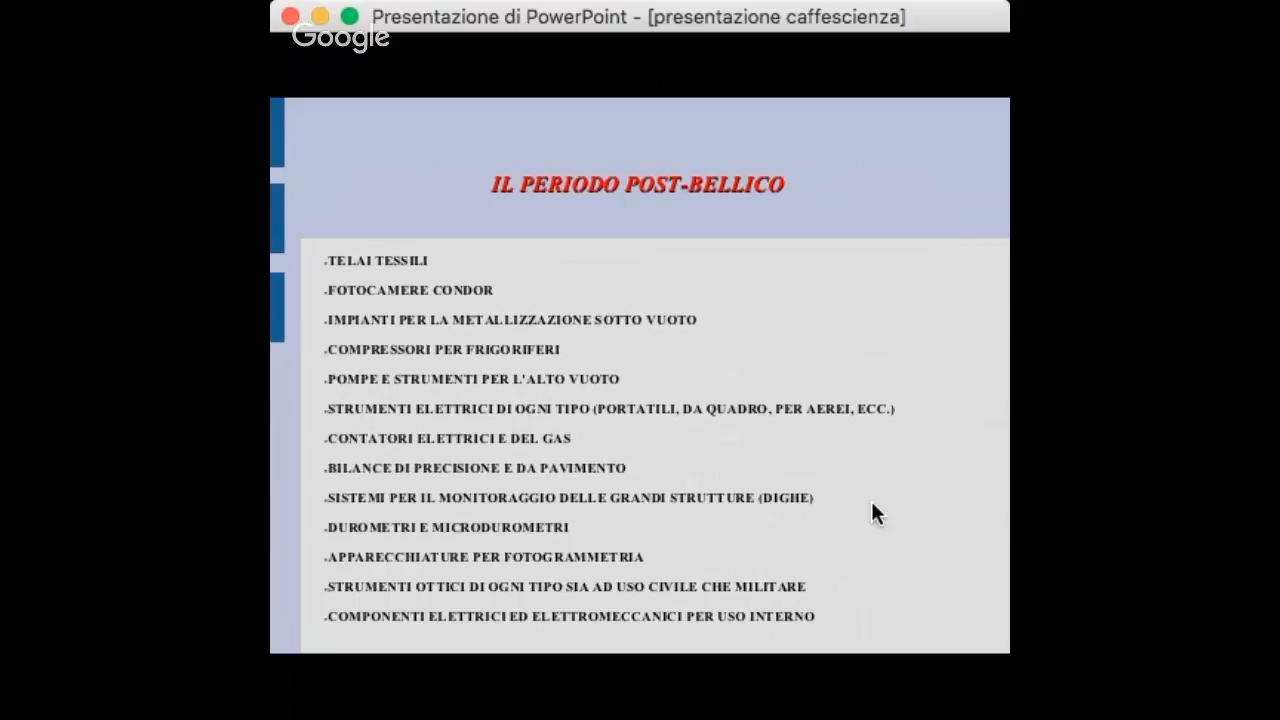 Presentazione di PowerPoint - [presentazione caffescienza]
Google
IL PERIODO POST-BELLICO
.TELAI TESSILI
.FOTOCAMERE CONDOR
.IMPIANTI PER LA METALLIZZAZIONE SOTTO VUOTO
.COMPRESSORI PER FRIGORIFERI
.POMPE E STRUMENTI PER L'ALTO VUOTO
.STRUMENTI ELETTRICI DI OGNI TIPO (PORTATILI, DA QUADRO, PER AEREI, ECC.)
.CONTATORI ELETTRICI E DEL GAS
.BILANCE DI PRECISIONE E DA PAVIMENTO
.SISTEMI PER IL MONITORAGGIO DELLE GRANDI STRUTTURE (DIGHE)
.DUROMETRI E MICRODUROMETRI
.APPARECCHIATURE PER FOTOGRAMMETRIA
.STRUMENTI OTTICI DI OGNI TIPO SIA AD USO CIVILE CHE MILITARE
.COMPONENTI ELETTRICI ED ELETTROMECCANICI PER USO INTERNO